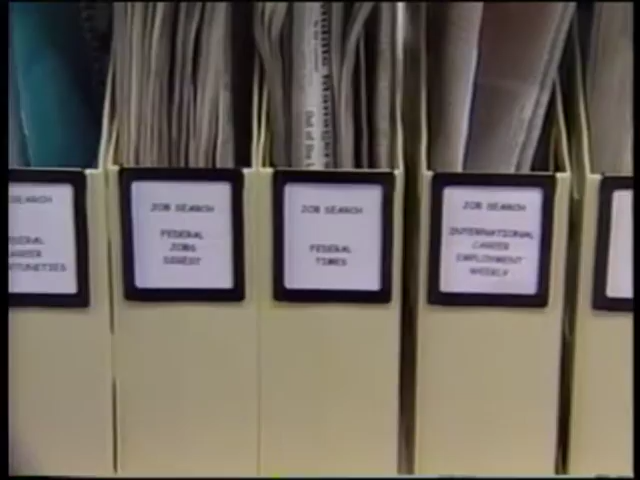 JOB SEARCH
FEDERAL
JOBS
DIGEST
JOB SEARCH
FEDERAL
TIMES
JOB SEARCH
INTERNATIONAL
CAREER
EMPLOYMENT
WEEKLY